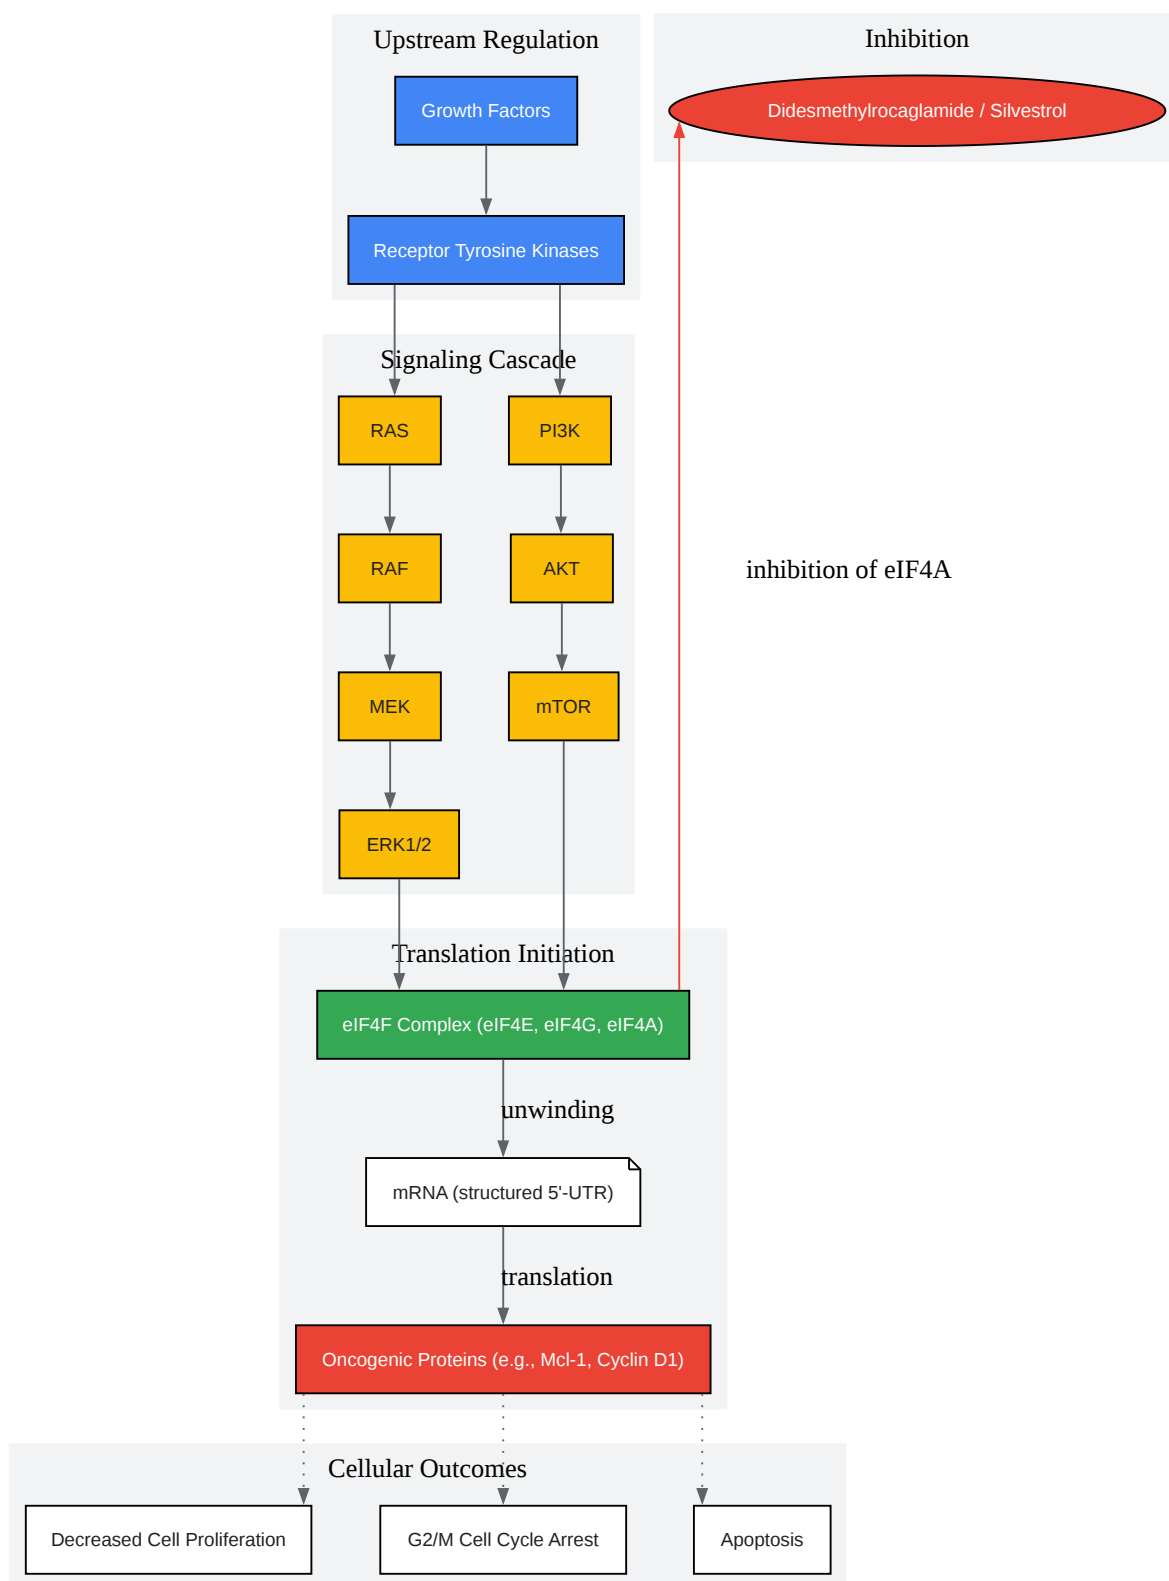 Upstream Regulation
Inhibition
Growth Factors
Didesmethylrocaglamide / Silvestrol
Receptor Tyrosine Kinases
Signaling Cascade
RAS
PI3K
RAF
AKT
inhibition of eIF4A
MEK
mTOR
ERK1/2
Translation Initiation
eIF4F Complex (eIF4E, eIF4G, eIF4A)
unwinding
mRNA (structured 5'-UTR)
translation
Oncogenic Proteins (e.g., Mcl-1, Cyclin D1)
Cellular Outcomes
Decreased Cell Proliferation
G2/M Cell Cycle Arrest
Apoptosis